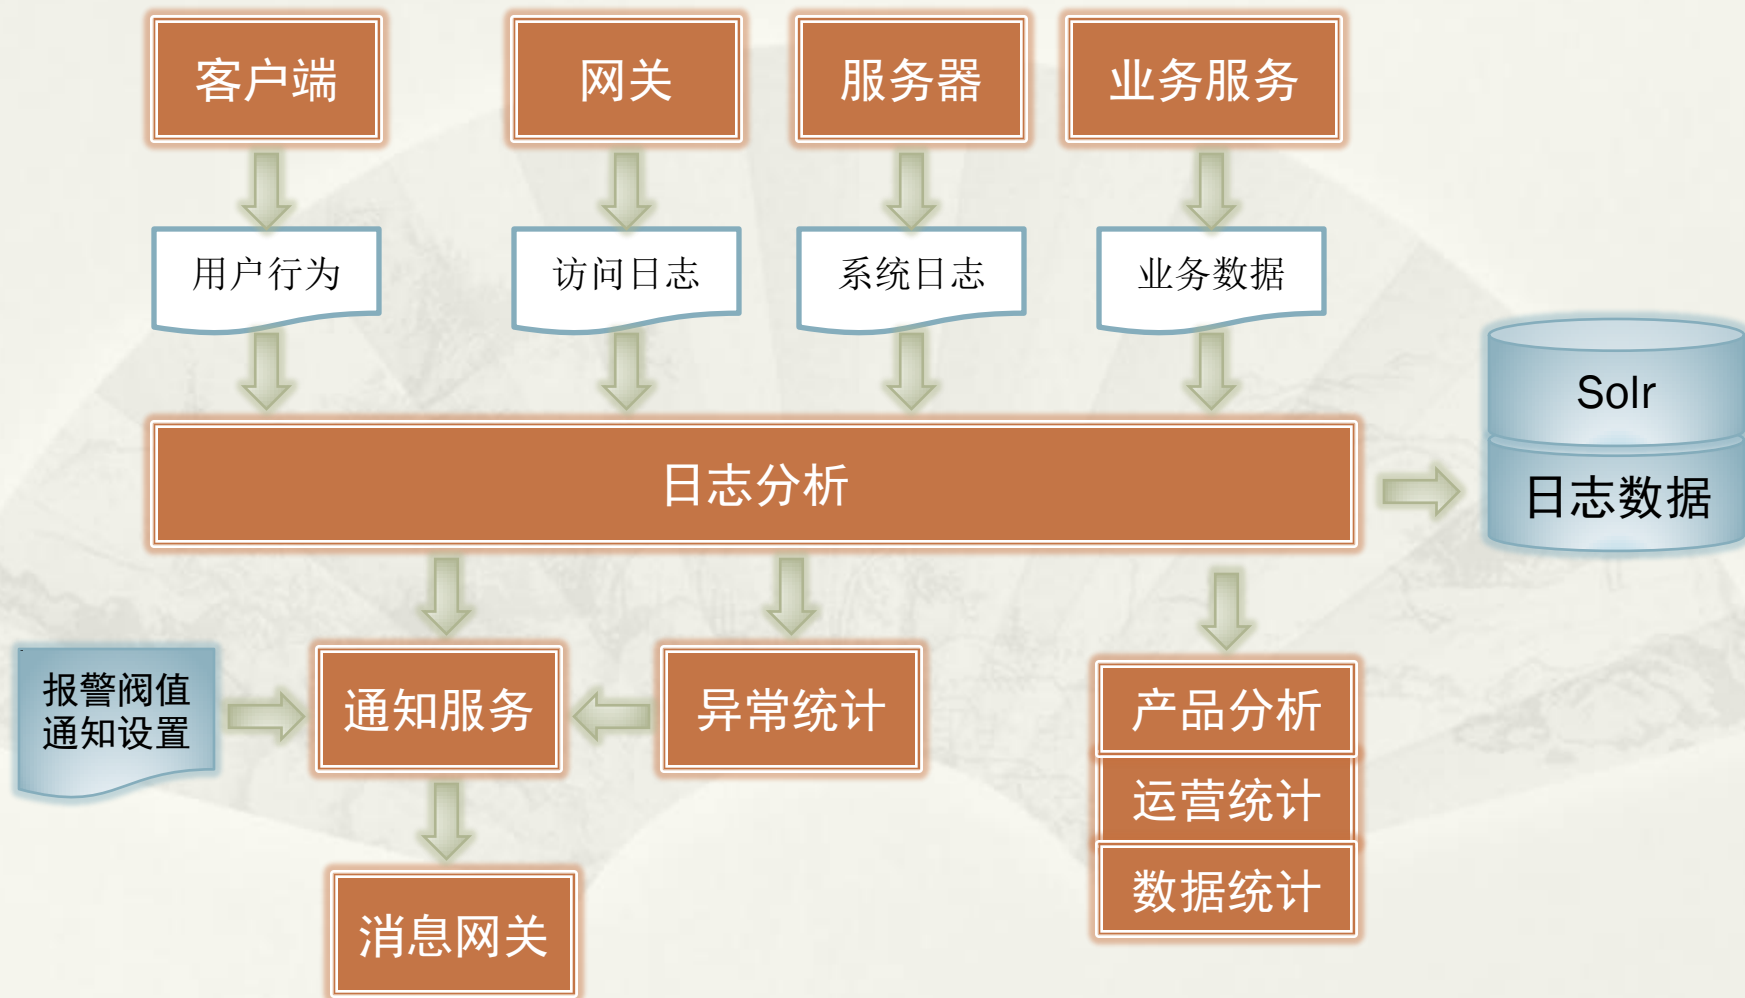 客户端
网关
服务器
业务服务
用户行为
访问日志
系统日志
业务数据
日志分析
Solr
日志数据
报警阀值
通知设置
通知服务
异常统计
产品分析
运营统计
数据统计
消息网关